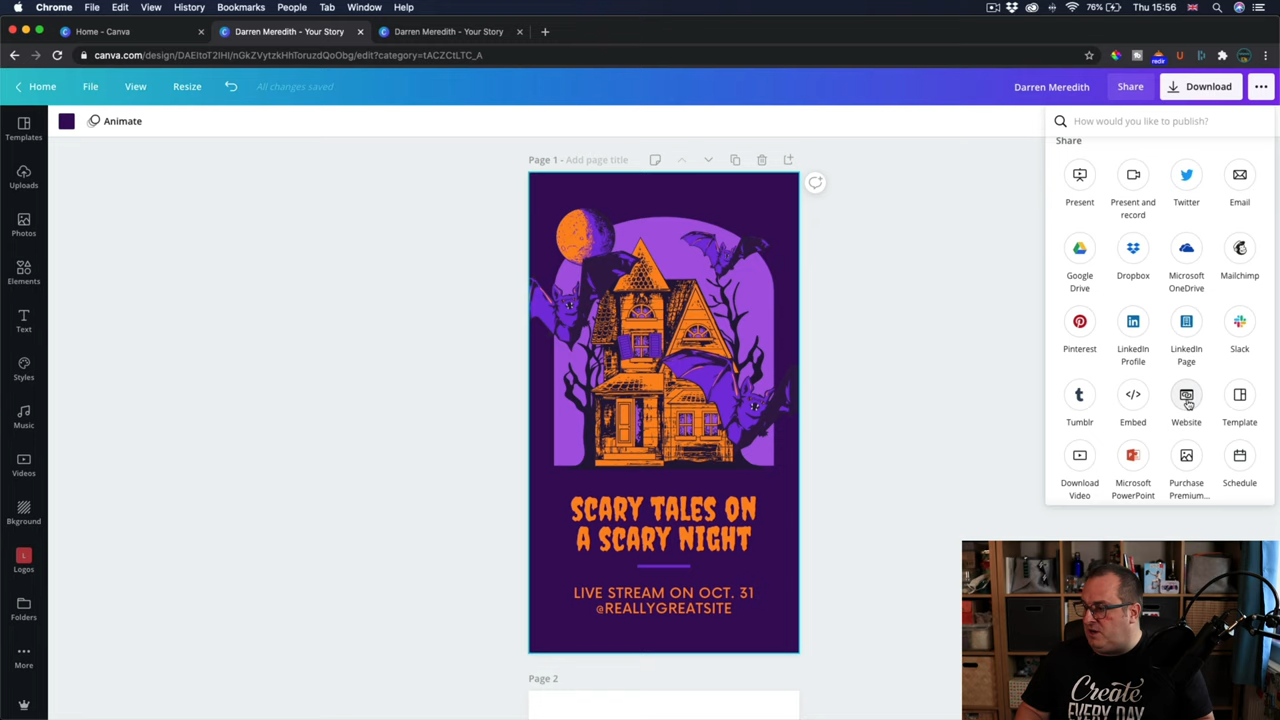 Chrome File Edit View History Bookmarks People Tab Window Help 76% Thu 15:56
Home - Canva Darren Meredith - Your Story Darren Meredith - Your Story
canva.com/design/DAEItoT2IHI/nGkZVytzkHhToruzdQoObg/edit?category=tACZCtLTC_A
redir
Home File View Resize All changes saved Darren Meredith Share Download
Animate
How would you like to publish?
Templates
Uploads
Photos
Elements
Text
Styles
Music
Videos
Bkground
L
Logos
Folders
More
Page 1 - Add page title
SCARY TALES ON
A SCARY NIGHT
LIVE STREAM ON OCT. 31
@REALLYGREATSITE
Page 2
Share
Present Present and record Twitter Email
Google Drive Dropbox Microsoft OneDrive Mailchimp
Pinterest LinkedIn Profile LinkedIn Page Slack
Tumblr Embed Website Template
Download Video Microsoft PowerPoint Purchase Premium... Schedule
Create
EVERY DAY